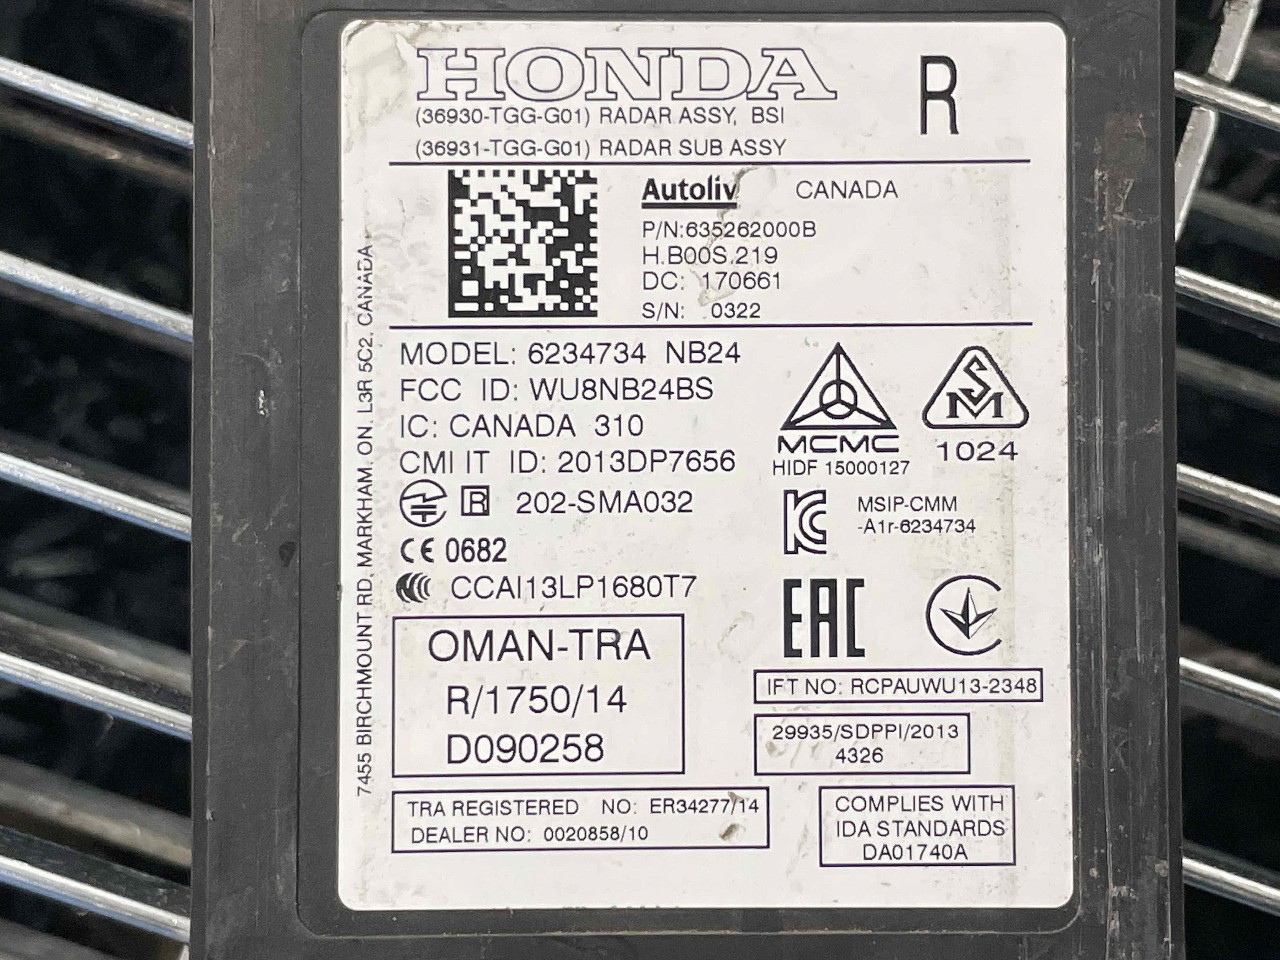 HONDA
R
(36930-TGG-G01) RADAR ASSY, BSI
(36931-TGG-G01) RADAR SUB ASSY
Autoliv CANADA
P/N:635262000B
H.B00S.219
DC: 170661
S/N: 0322
MODEL: 6234734 NB24
FCC ID: WU8NB24BS
IC: CANADA 310
CMI IT ID: 2013DP7656
R 202-SMA032
CE 0682
CCAI13LP1680T7
OMAN-TRA
R/1750/14
D090258
TRA REGISTERED NO: ER34277/14
DEALER NO: 0020858/10
MCMC
HIDF 15000127
SM
1024
KC
MSIP-CMM
-A1r-6234734
EAC
IFT NO: RCPAUWU13-2348
29935/SDPPI/2013
4326
COMPLIES WITH
IDA STANDARDS
DA01740A
7455 BIRCHMOUNT RD, MARKHAM, ON, L3R 5C2, CANADA